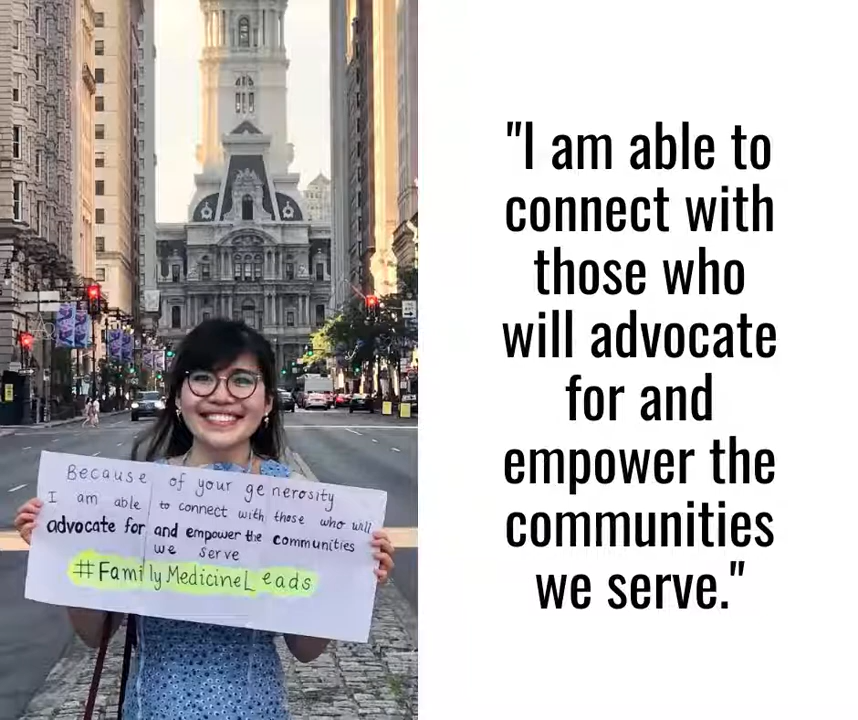 Because of your generosity
I am able to connect with those who will
advocate for and empower the communities
we serve
#FamilyMedicineLeads
"I am able to
connect with
those who
will advocate
for and
empower the
communities
we serve."